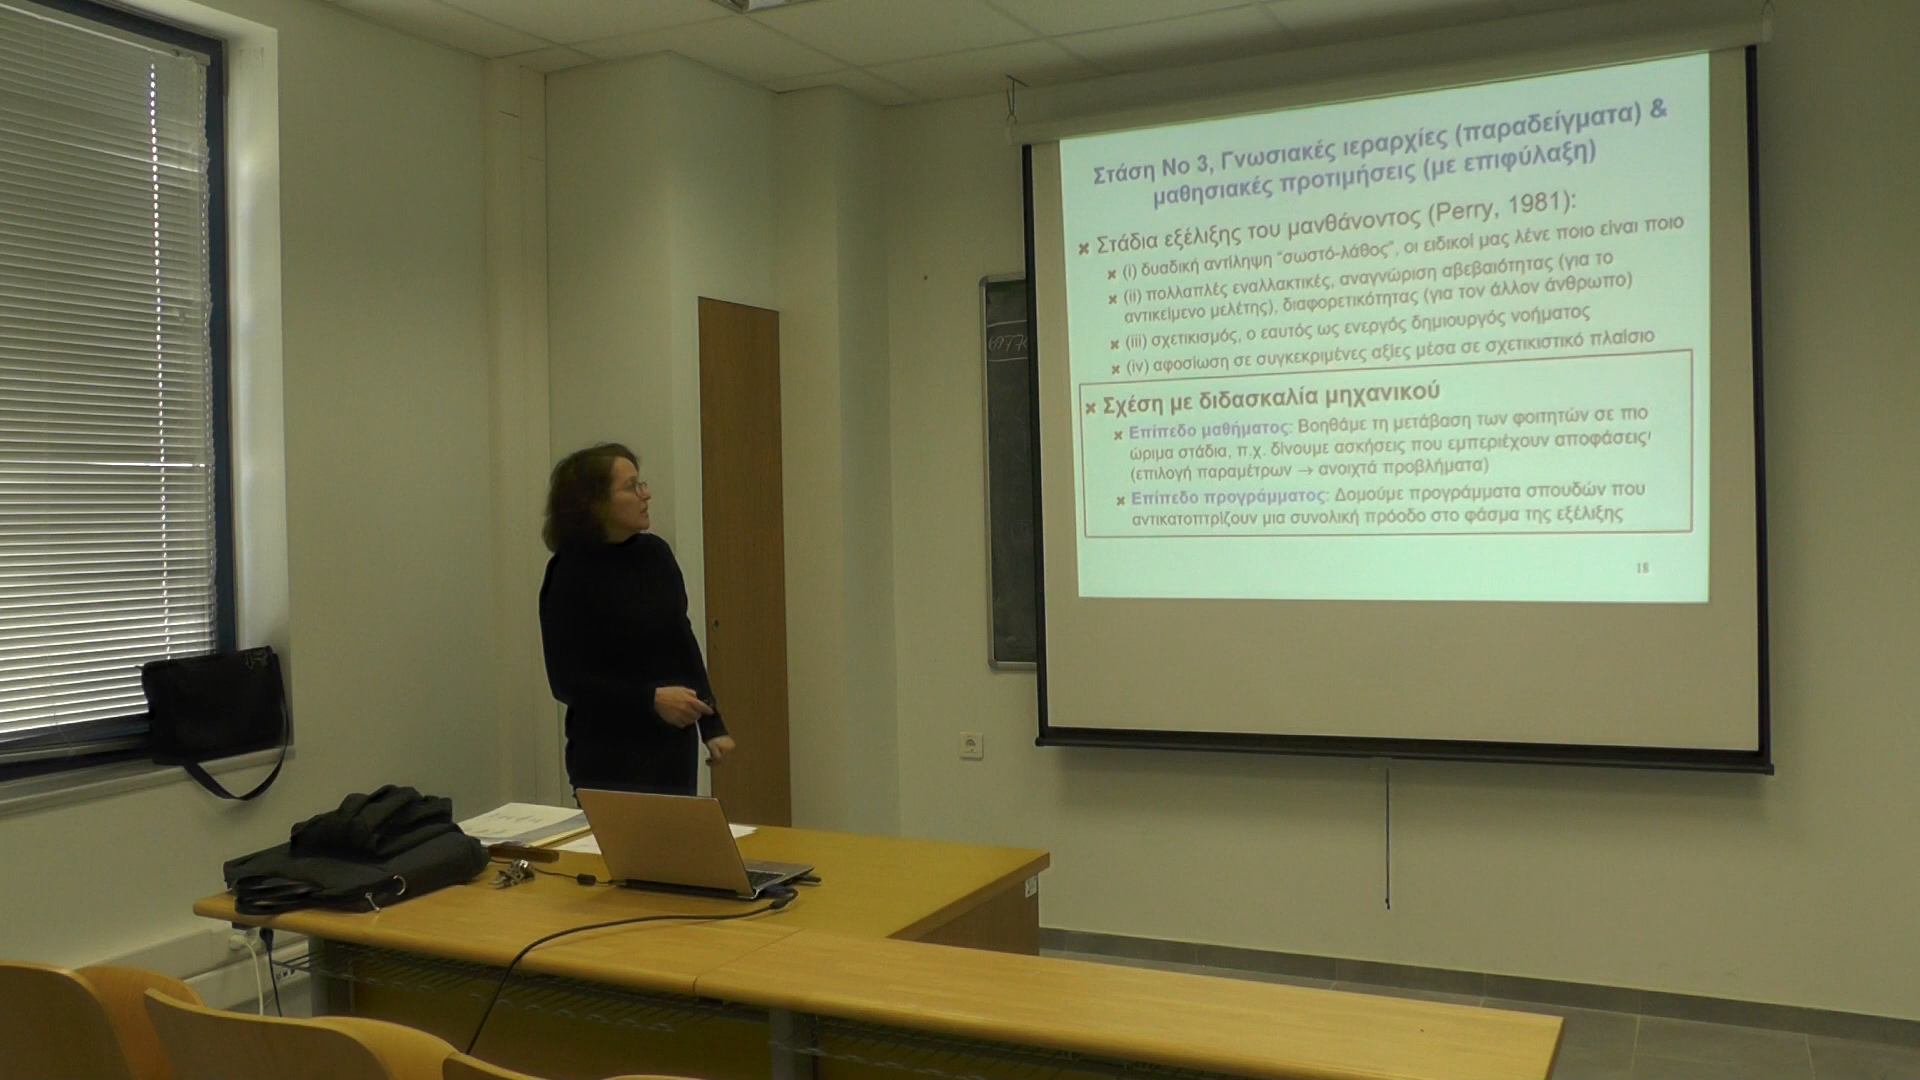 Στάση Νο 3, Γνωσιακές ιεραρχίες (παραδείγματα) &
μαθησιακές προτιμήσεις (με επιφύλαξη)
Στάδια εξέλιξης του μανθάνοντος (Perry, 1981):
(i) δυαδική αντίληψη "σωστό-λάθος", οι ειδικοί μας λένε ποιο είναι ποιο
(ii) πολλαπλές εναλλακτικές, αναγνώριση αβεβαιότητας (για το
αντικείμενο μελέτης), διαφορετικότητας (για τον άλλον άνθρωπο)
(iii) σχετικισμός, ο εαυτός ως ενεργός δημιουργός νοήματος
(iv) αφοσίωση σε συγκεκριμένες αξίες μέσα σε σχετικιστικό πλαίσιο
Σχέση με διδασκαλία μηχανικού
Επίπεδο μαθήματος: Βοηθάμε τη μετάβαση των φοιτητών σε πιο
ώριμα στάδια, π.χ. δίνουμε ασκήσεις που εμπεριέχουν αποφάσεις
(επιλογή παραμέτρων → ανοιχτά προβλήματα)
Επίπεδο προγράμματος: Δομούμε προγράμματα σπουδών που
αντικατοπτρίζουν μια συνολική πρόοδο στο φάσμα της εξέλιξης
18